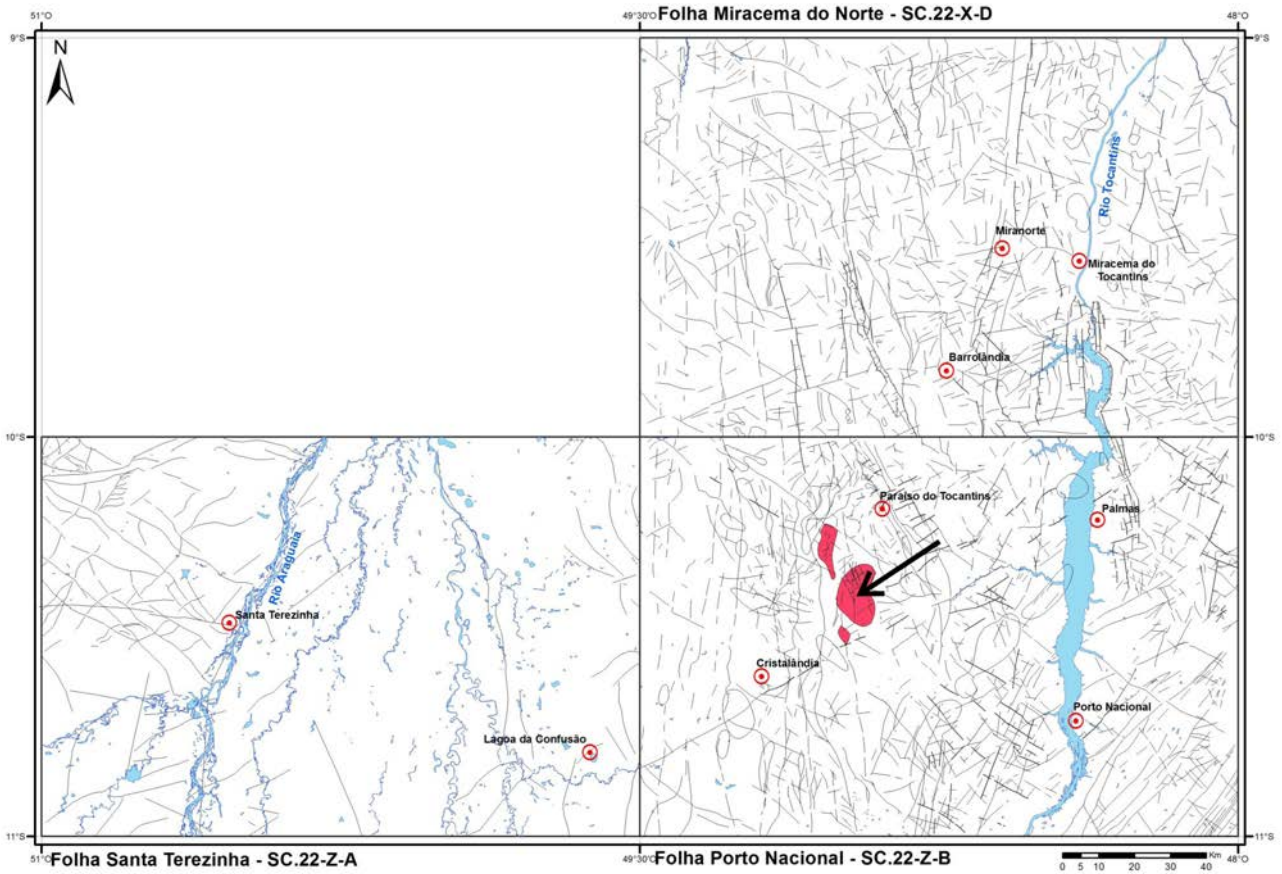 Folha Miracema do Norte - SC.22-X-D
51°O
49°30'O
48°O
9°S
9°S
N
Rio Tocantins
Miranorte
Miracema do
Tocantins
Barrolândia
10°S
10°S
Paraíso do Tocantins
Palmas
Rio Araguaia
Santa Terezinha
Cristalândia
Porto Nacional
Lagoa da Confusão
11°S
11°S
51°O
49°30'O
48°O
Folha Santa Terezinha - SC.22-Z-A
Folha Porto Nacional - SC.22-Z-B
Km
0 5 10 20 30 40